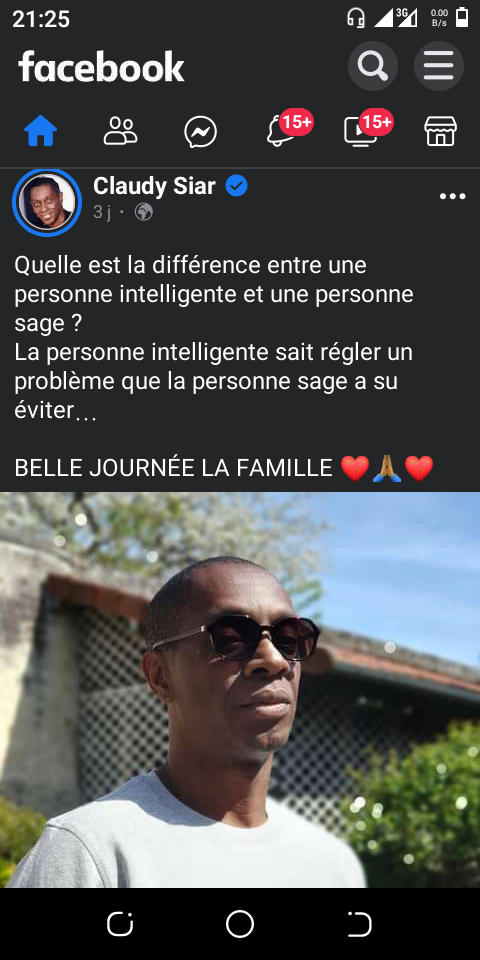 21:25
3G
0.00
B/s
facebook
15+
15+
Claudy Siar
3 j ·
Quelle est la différence entre une
personne intelligente et une personne
sage ?
La personne intelligente sait régler un
problème que la personne sage a su
éviter…
BELLE JOURNÉE LA FAMILLE ❤️🙏🏾❤️